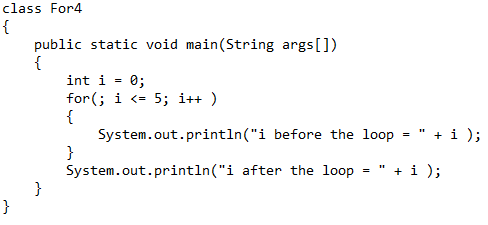 class For4
{
    public static void main(String args[])
    {
        int i = 0;
        for(; i <= 5; i++ )
        {
            System.out.println("i before the loop = " + i );
        }
        System.out.println("i after the loop = " + i );
    }
}